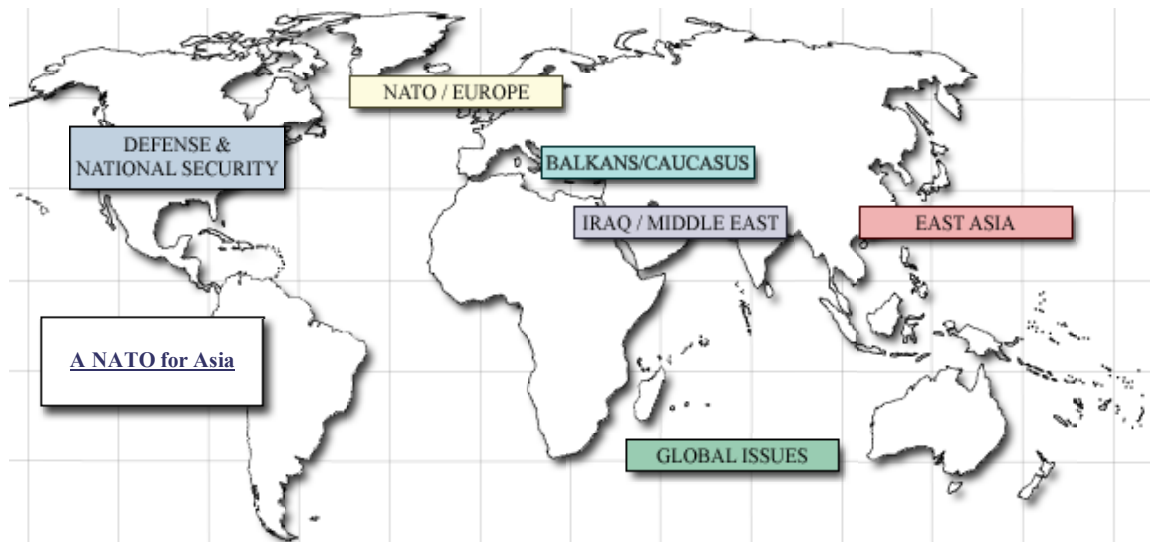 NATO / EUROPE
DEFENSE &
NATIONAL SECURITY
BALKANS/CAUCASUS
IRAQ / MIDDLE EAST
EAST ASIA
A NATO for Asia
GLOBAL ISSUES